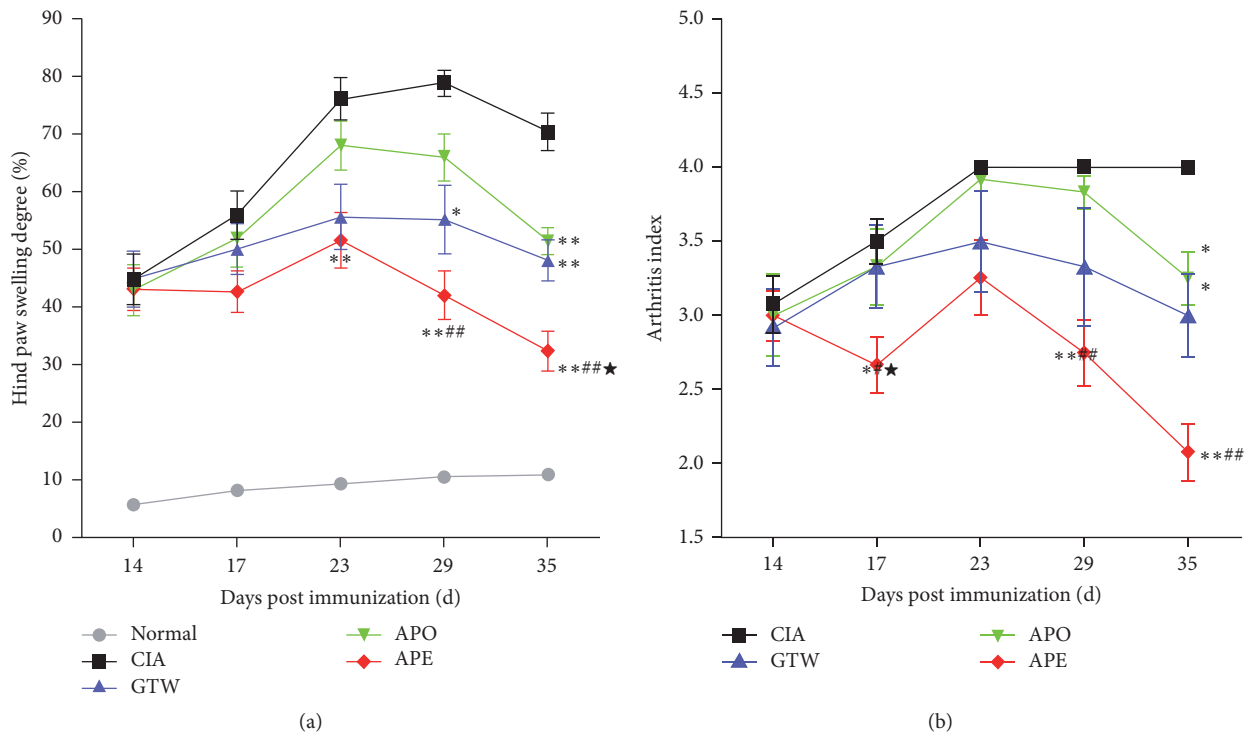 90
80
70
60
50
40
30
20
10
0
Hind paw swelling degree (%)
**
*
**##
**
**
**##★
14 17 23 29 35
Days post immunization (d)
Normal
CIA
GTW
APO
APE
(a)
5.0
4.5
4.0
3.5
3.0
2.5
2.0
1.5
Arthritis index
*#★
**##
*
*
**##
14 17 23 29 35
Days post immunization (d)
CIA
GTW
APO
APE
(b)